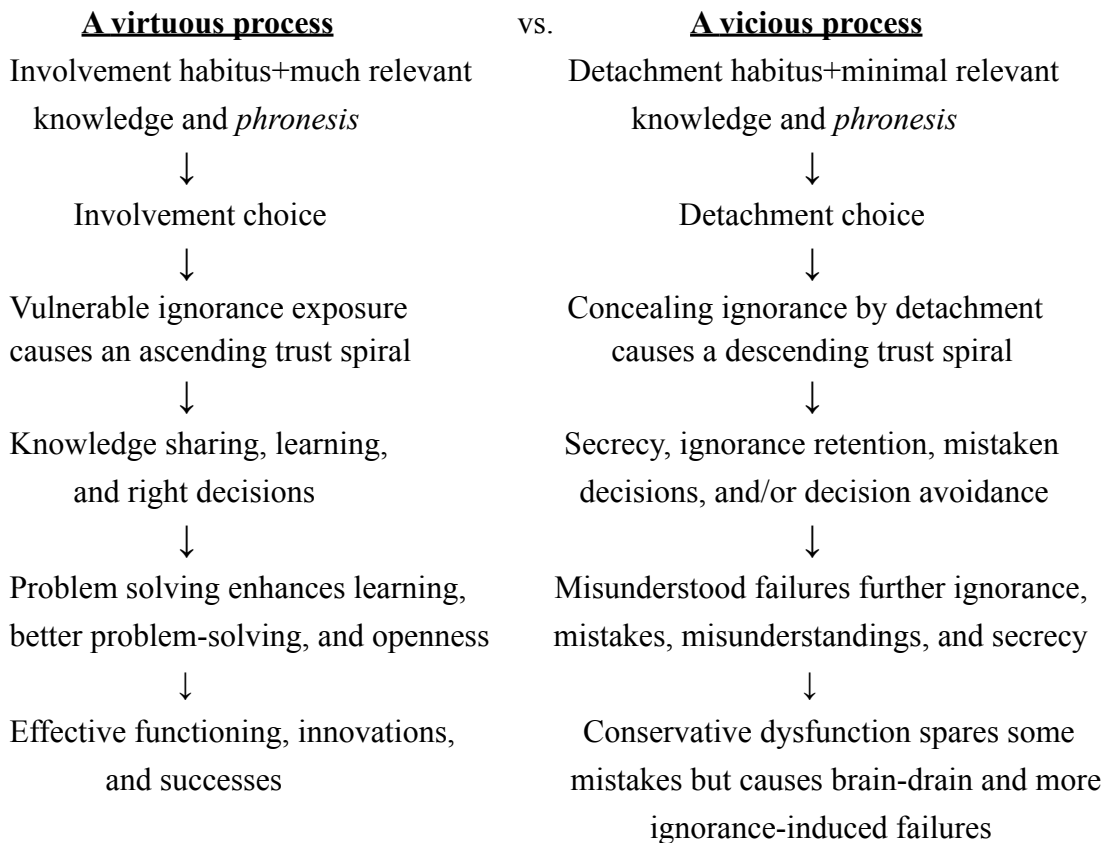 A virtuous process vs. A vicious process
Involvement habitus+much relevant
knowledge and phronesis
↓
Involvement choice
↓
Vulnerable ignorance exposure
causes an ascending trust spiral
↓
Knowledge sharing, learning,
and right decisions
↓
Problem solving enhances learning,
better problem-solving, and openness
↓
Effective functioning, innovations,
and successes
Detachment habitus+minimal relevant
knowledge and phronesis
↓
Detachment choice
↓
Concealing ignorance by detachment
causes a descending trust spiral
↓
Secrecy, ignorance retention, mistaken
decisions, and/or decision avoidance
↓
Misunderstood failures further ignorance,
mistakes, misunderstandings, and secrecy
↓
Conservative dysfunction spares some
mistakes but causes brain-drain and more
ignorance-induced failures